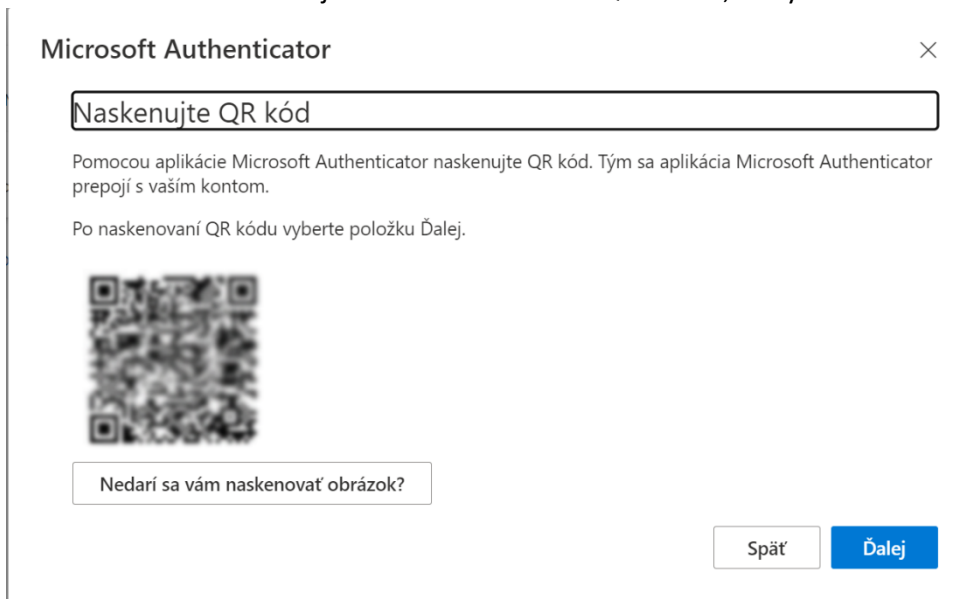 Microsoft Authenticator
Naskenujte QR kód
Pomocou aplikácie Microsoft Authenticator naskenujte QR kód. Tým sa aplikácia Microsoft Authenticator
prepojí s vaším kontom.
Po naskenovaní QR kódu vyberte položku Ďalej.
Nedarí sa vám naskenovať obrázok?
Späť
Ďalej